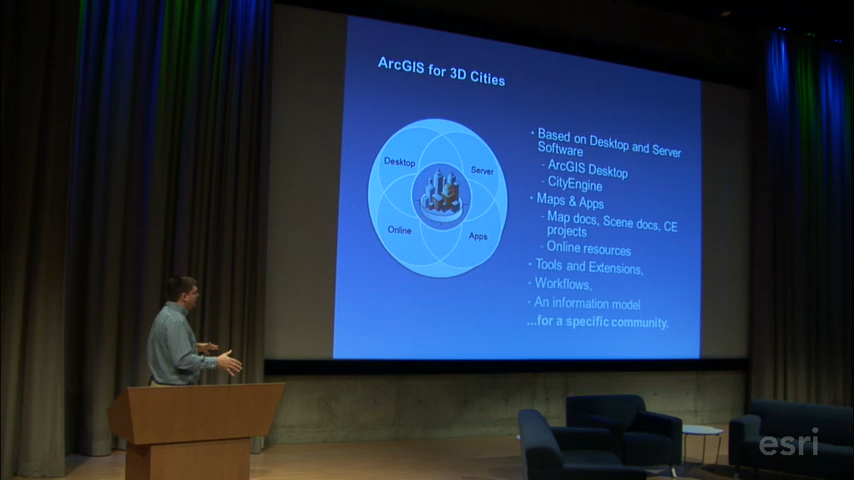 ArcGIS for 3D Cities
Desktop
Server
Online
Apps
• Based on Desktop and Server
Software
- ArcGIS Desktop
- CityEngine
• Maps & Apps
- Map docs, Scene docs, CE
projects
- Online resources
• Tools and Extensions,
• Workflows,
• An information model
...for a specific community.
esri